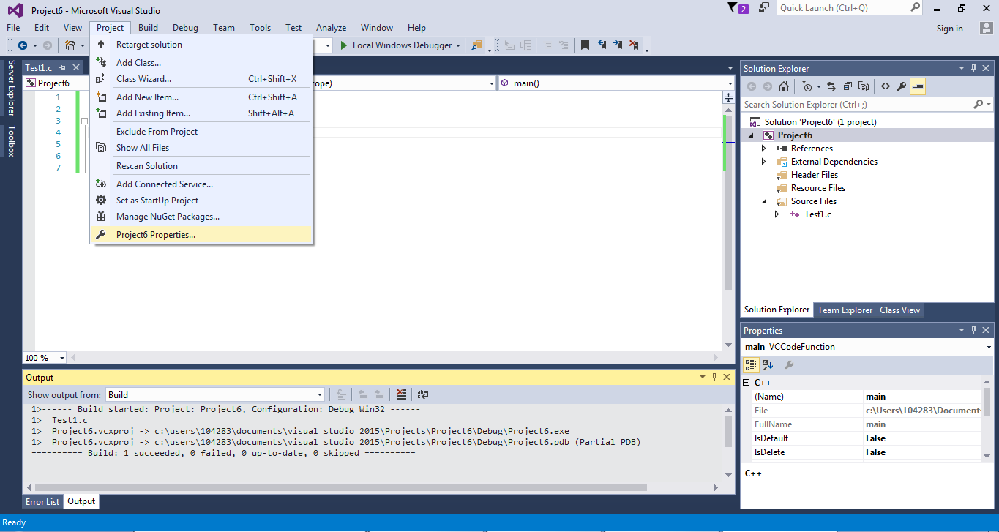 Project6 - Microsoft Visual Studio
2
Quick Launch (Ctrl+Q)
File Edit View Project Build Debug Team Tools Test Analyze Window Help
Sign in
Retarget solution
Local Windows Debugger
Add Class...
Class Wizard... Ctrl+Shift+X
Add New Item... Ctrl+Shift+A
Add Existing Item... Shift+Alt+A
Exclude From Project
Show All Files
Rescan Solution
Add Connected Service...
Set as StartUp Project
Manage NuGet Packages...
Project6 Properties...
Server Explorer
Toolbox
Test1.c
Project6
cope)
main()
1
2
3
4
5
6
7
100 %
Output
Show output from: Build
1>------ Build started: Project: Project6, Configuration: Debug Win32 ------
1> Test1.c
1> Project6.vcxproj -> c:\users\104283\documents\visual studio 2015\Projects\Project6\Debug\Project6.exe
1> Project6.vcxproj -> c:\users\104283\documents\visual studio 2015\Projects\Project6\Debug\Project6.pdb (Partial PDB)
========== Build: 1 succeeded, 0 failed, 0 up-to-date, 0 skipped ==========
Error List Output
Solution Explorer
Search Solution Explorer (Ctrl+;)
Solution 'Project6' (1 project)
Project6
References
External Dependencies
Header Files
Resource Files
Source Files
Test1.c
Solution Explorer Team Explorer Class View
Properties
main VCCodeFunction
C++
(Name) main
File c:\Users\104283\Document
FullName main
IsDefault False
IsDelete False
C++
Ready